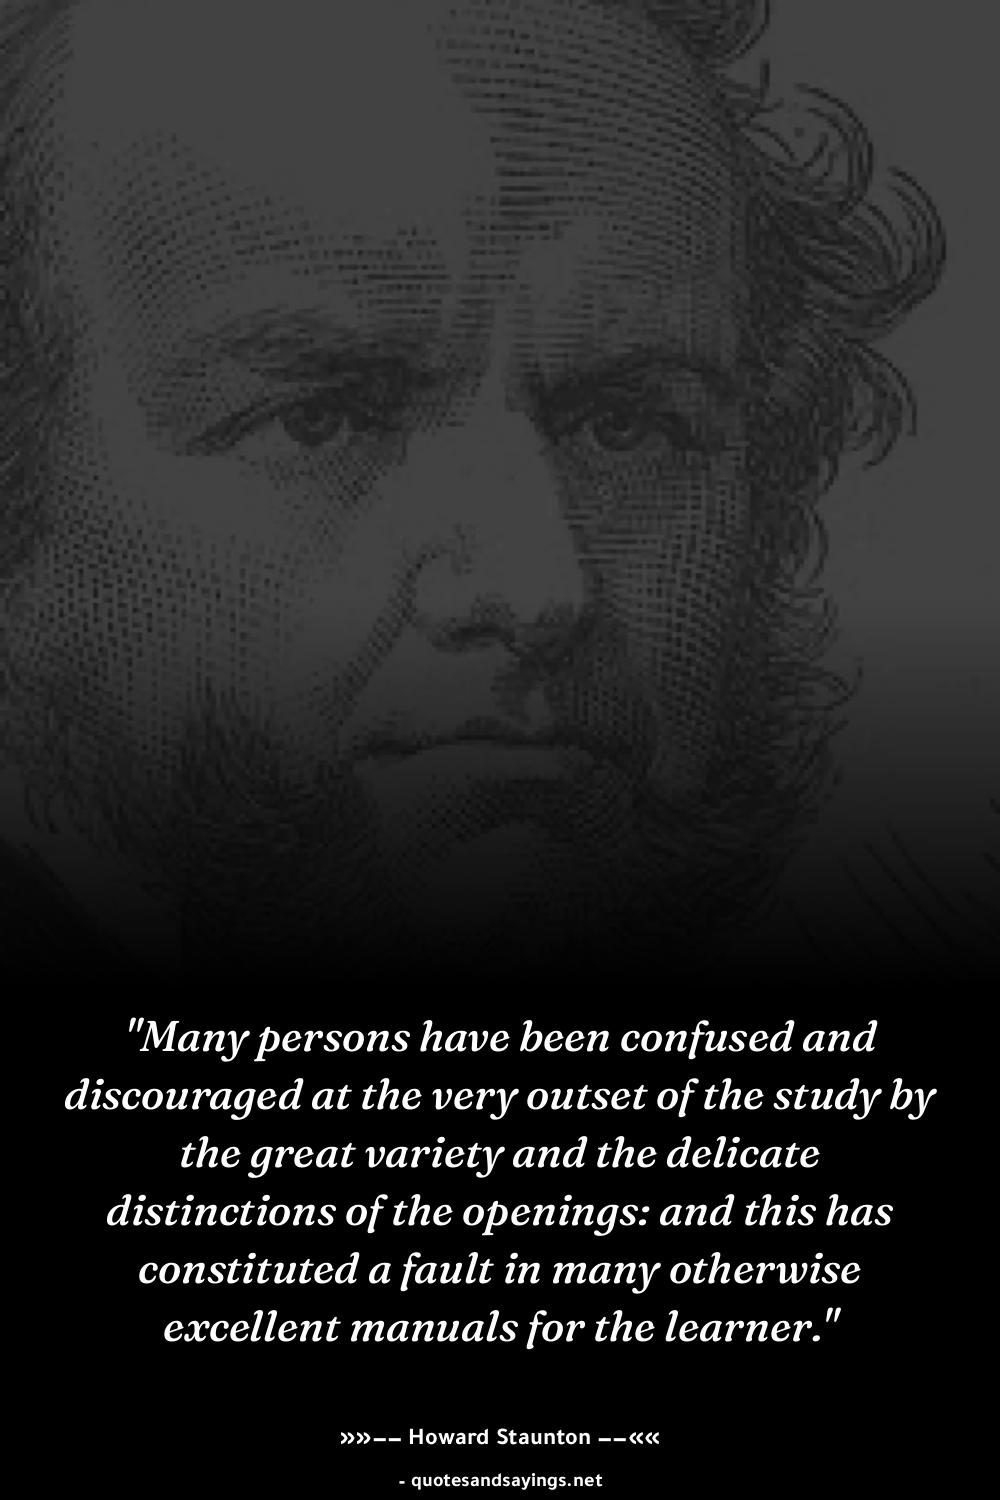 "Many persons have been confused and
discouraged at the very outset of the study by
the great variety and the delicate
distinctions of the openings: and this has
constituted a fault in many otherwise
excellent manuals for the learner."
»»−− Howard Staunton −−««
- quotesandsayings.net